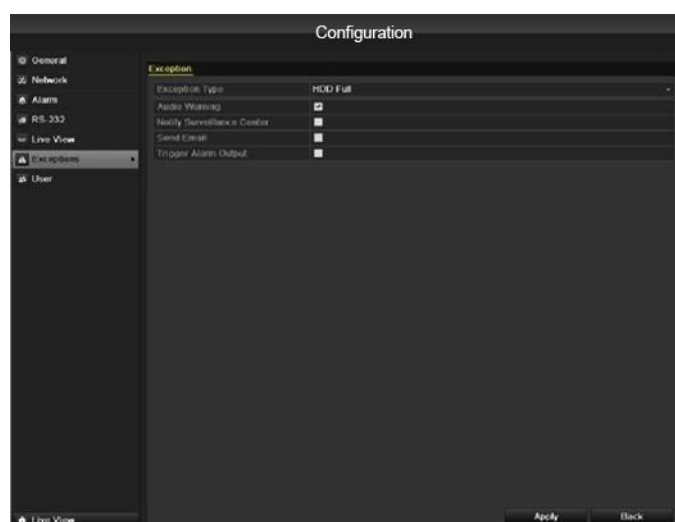 Configuration
General
Network
Alarm
RS-232
Live View
Exceptions
User
Exception
Exception Type HDD Full
Audio Warning
Notify Surveillance Center
Send Email
Trigger Alarm Output
Live View
Apply Back